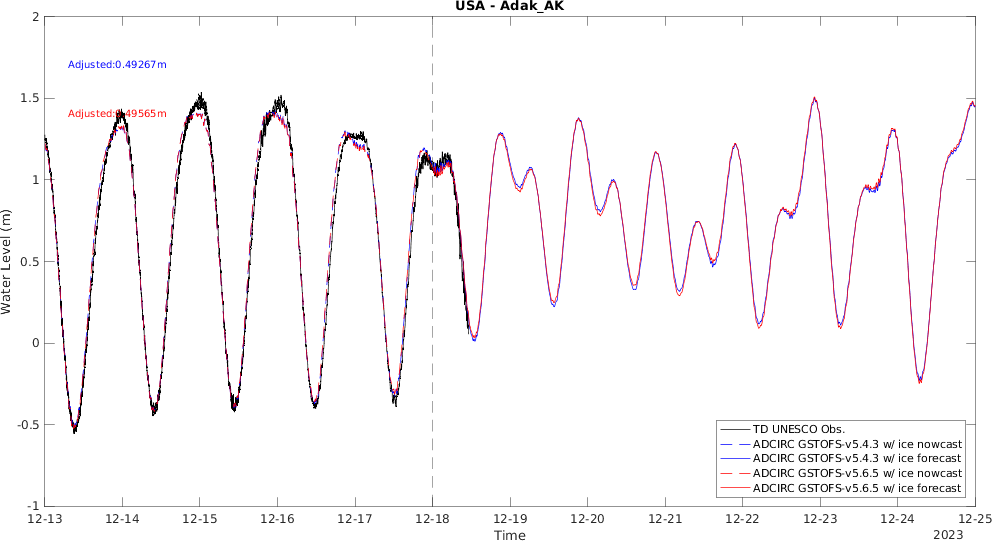 USA - Adak_AK
2
1.5
1
0.5
0
-0.5
-1
Water Level (m)
Adjusted:0.49267m
Adjusted:0.49565m
TD UNESCO Obs.
ADCIRC GSTOFS-v5.4.3 w/ ice nowcast
ADCIRC GSTOFS-v5.4.3 w/ ice forecast
ADCIRC GSTOFS-v5.6.5 w/ ice nowcast
ADCIRC GSTOFS-v5.6.5 w/ ice forecast
12-13 12-14 12-15 12-16 12-17 12-18 12-19 12-20 12-21 12-22 12-23 12-24 12-25
Time
2023